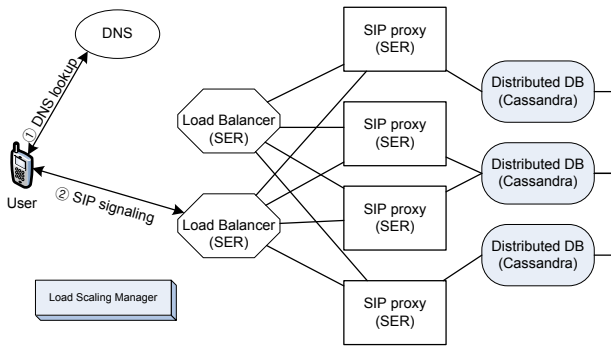 DNS
① DNS lookup
User
② SIP signaling
Load Balancer
(SER)
Load Balancer
(SER)
SIP proxy
(SER)
SIP proxy
(SER)
SIP proxy
(SER)
SIP proxy
(SER)
Distributed DB
(Cassandra)
Distributed DB
(Cassandra)
Distributed DB
(Cassandra)
Load Scaling Manager